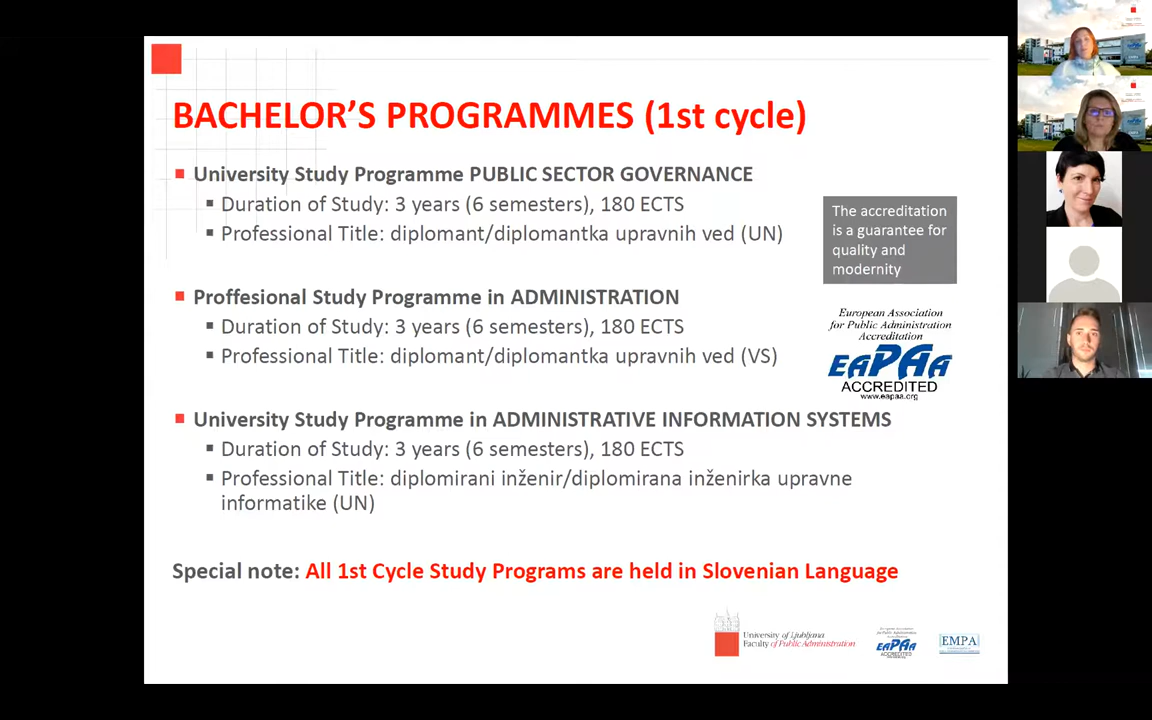 BACHELOR'S PROGRAMMES (1st cycle)
University Study Programme PUBLIC SECTOR GOVERNANCE
Duration of Study: 3 years (6 semesters), 180 ECTS
Professional Title: diplomant/diplomantka upravnih ved (UN)
Proffesional Study Programme in ADMINISTRATION
Duration of Study: 3 years (6 semesters), 180 ECTS
Professional Title: diplomant/diplomantka upravnih ved (VS)
University Study Programme in ADMINISTRATIVE INFORMATION SYSTEMS
Duration of Study: 3 years (6 semesters), 180 ECTS
Professional Title: diplomirani inženir/diplomirana inženirka upravne
informatike (UN)
Special note: All 1st Cycle Study Programs are held in Slovenian Language
The accreditation
is a guarantee for
quality and
modernity
European Association
for Public Administration
Accreditation
EAPAA
ACCREDITED
www.eapaa.org
University of Ljubljana
Faculty of Public Administration
EAPAA
ACCREDITED
EMPA